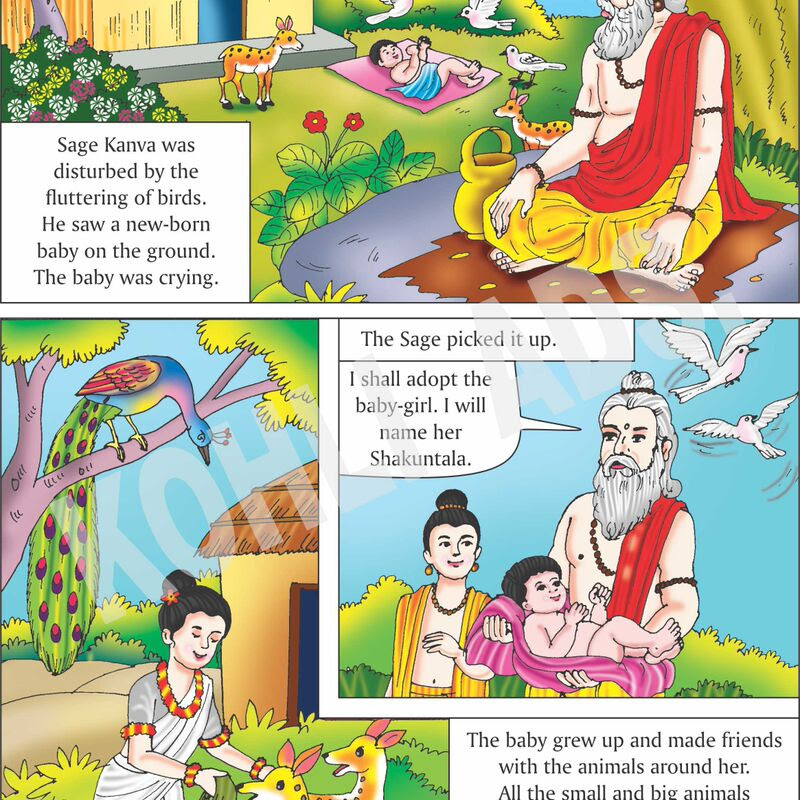 Sage Kanva was
disturbed by the
fluttering of birds.
He saw a new-born
baby on the ground.
The baby was crying.
The Sage picked it up.
I shall adopt the
baby-girl. I will
name her
Shakuntala.
The baby grew up and made friends
with the animals around her.
All the small and big animals
KOHLI ADS.